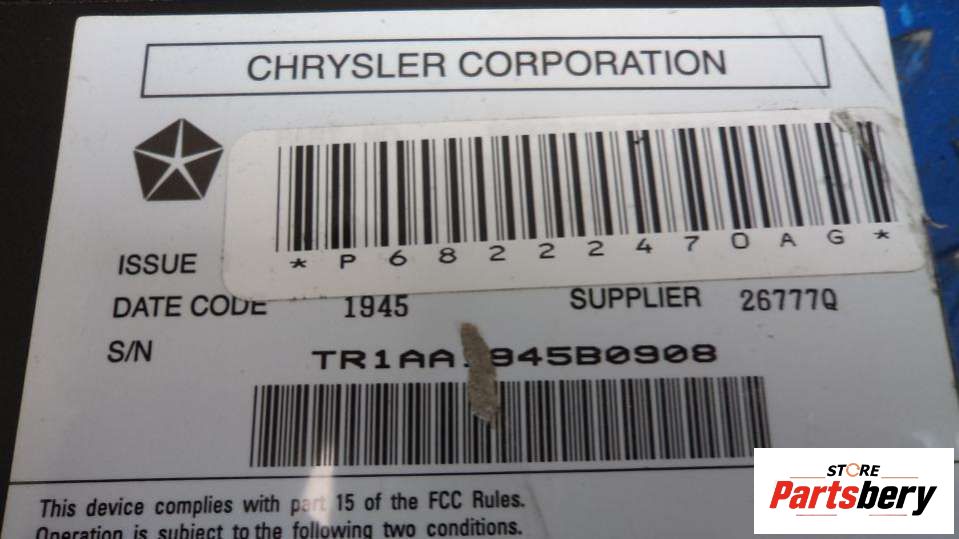 CHRYSLER CORPORATION
*P68222470AG*
ISSUE
DATE CODE 1945 SUPPLIER 26777Q
S/N
This device complies with part 15 of the FCC Rules.
Operation is subject to the following two conditions.
STORE
Partsbery